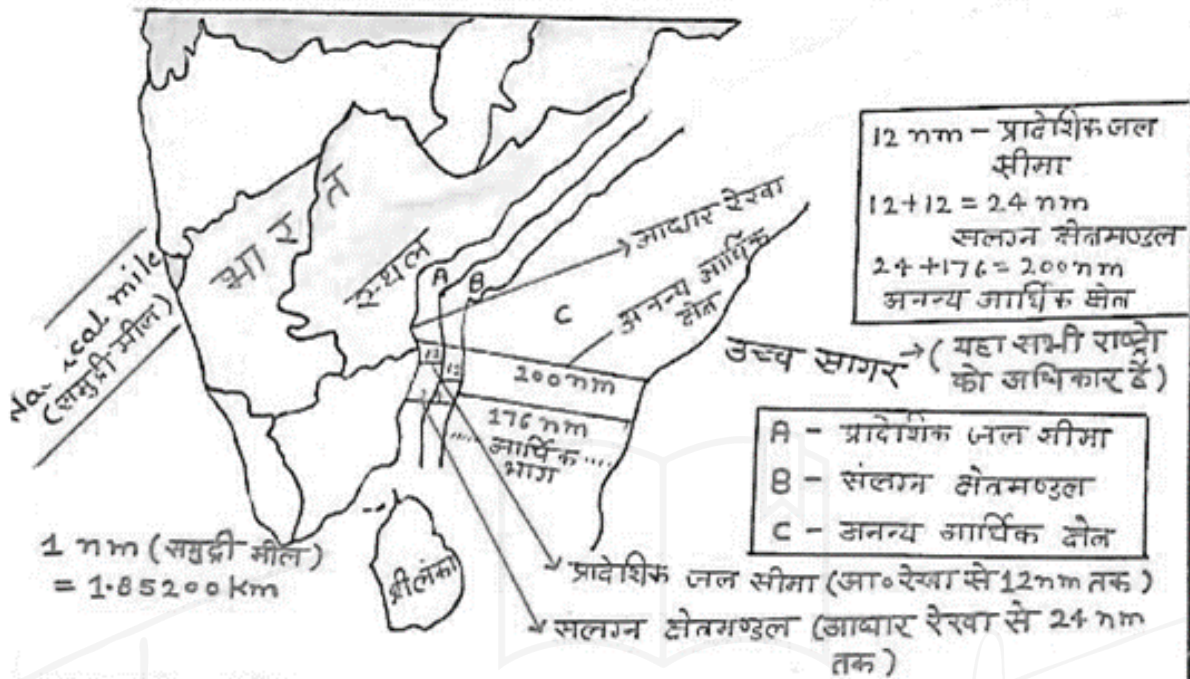 भारत
स्थल
Na. ical mile
(समुद्री मील)
1 nm (समुद्री मील)
= 1.85200 km
A
B
C
आधार रेखा
अनन्य आर्थिक
क्षेत्र
12
12
200 nm
176 nm
आर्थिक ....
भाग
श्रीलंका
12 nm - प्रादेशिक जल
सीमा
12+12 = 24 nm
सलग्न क्षेत्रमण्डल
24+176 = 200 nm
अनन्य आर्थिक क्षेत्र
उच्च सागर → (यहा सभी राष्ट्रो
को अधिकार है)
A - प्रादेशिक जल सीमा
B - संलग्न क्षेत्रमण्डल
C - अनन्य आर्थिक क्षेत्र
प्रादेशिक जल सीमा (आ० रेखा से 12 nm तक)
सलग्न क्षेत्रमण्डल (आधार रेखा से 24 nm
तक)